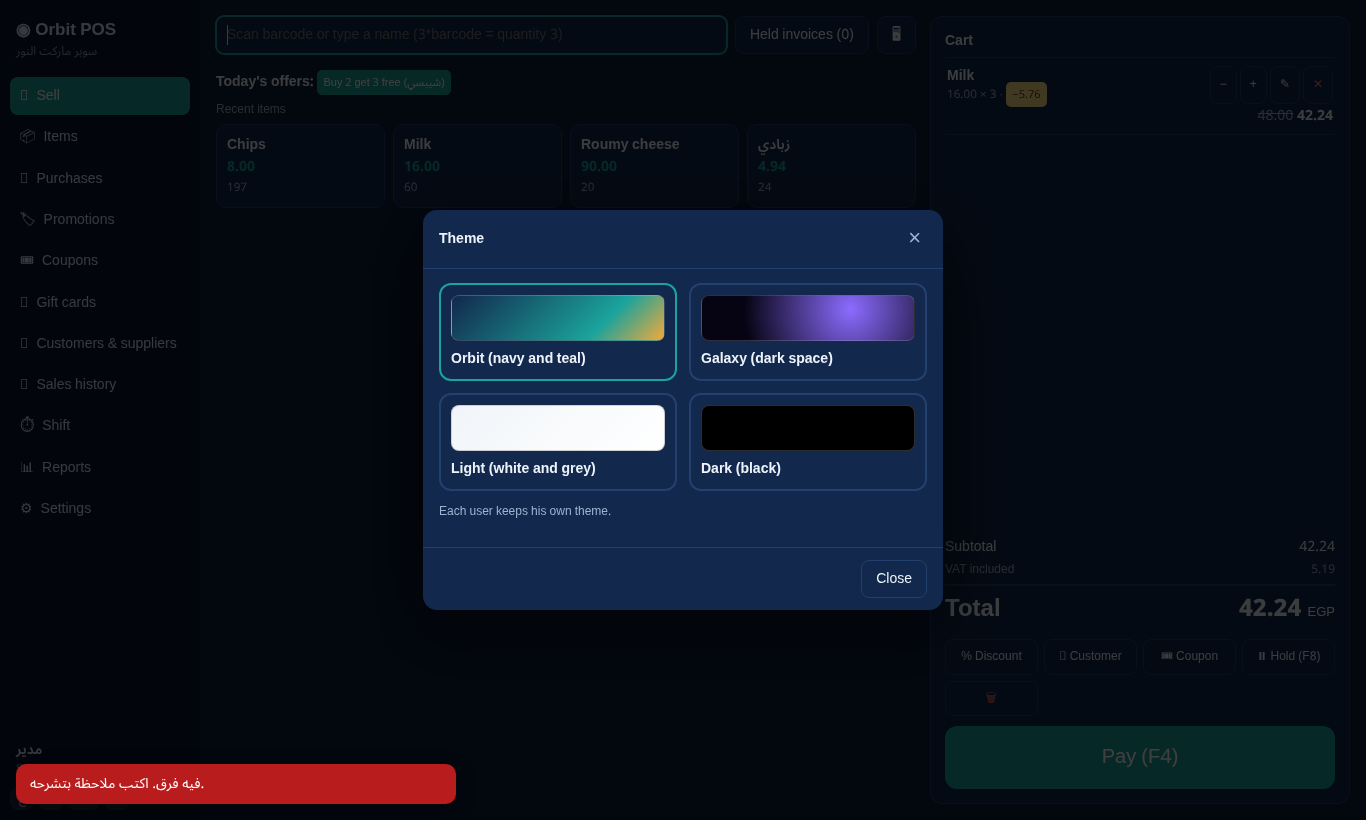 Orbit POS
سوبر ماركت النور
Sell
Items
Purchases
Promotions
Coupons
Gift cards
Customers & suppliers
Sales history
Shift
Reports
Settings
مدير
Scan barcode or type a name (3*barcode = quantity 3)
Held invoices (0)
Today's offers: Buy 2 get 3 free (شيبسي)
Recent items
Chips
8.00
197
Milk
16.00
60
Roumy cheese
90.00
20
زبادي
4.94
24
Cart
Milk
16.00 × 3 · −5.76
− + ✎ ×
48.00 42.24
Subtotal 42.24
VAT included 5.19
Total 42.24 EGP
% Discount
Customer
Coupon
Hold (F8)
Pay (F4)
Theme ×
Orbit (navy and teal)
Galaxy (dark space)
Light (white and grey)
Dark (black)
Each user keeps his own theme.
Close
فيه فرق. اكتب ملاحظة بتشرحه.